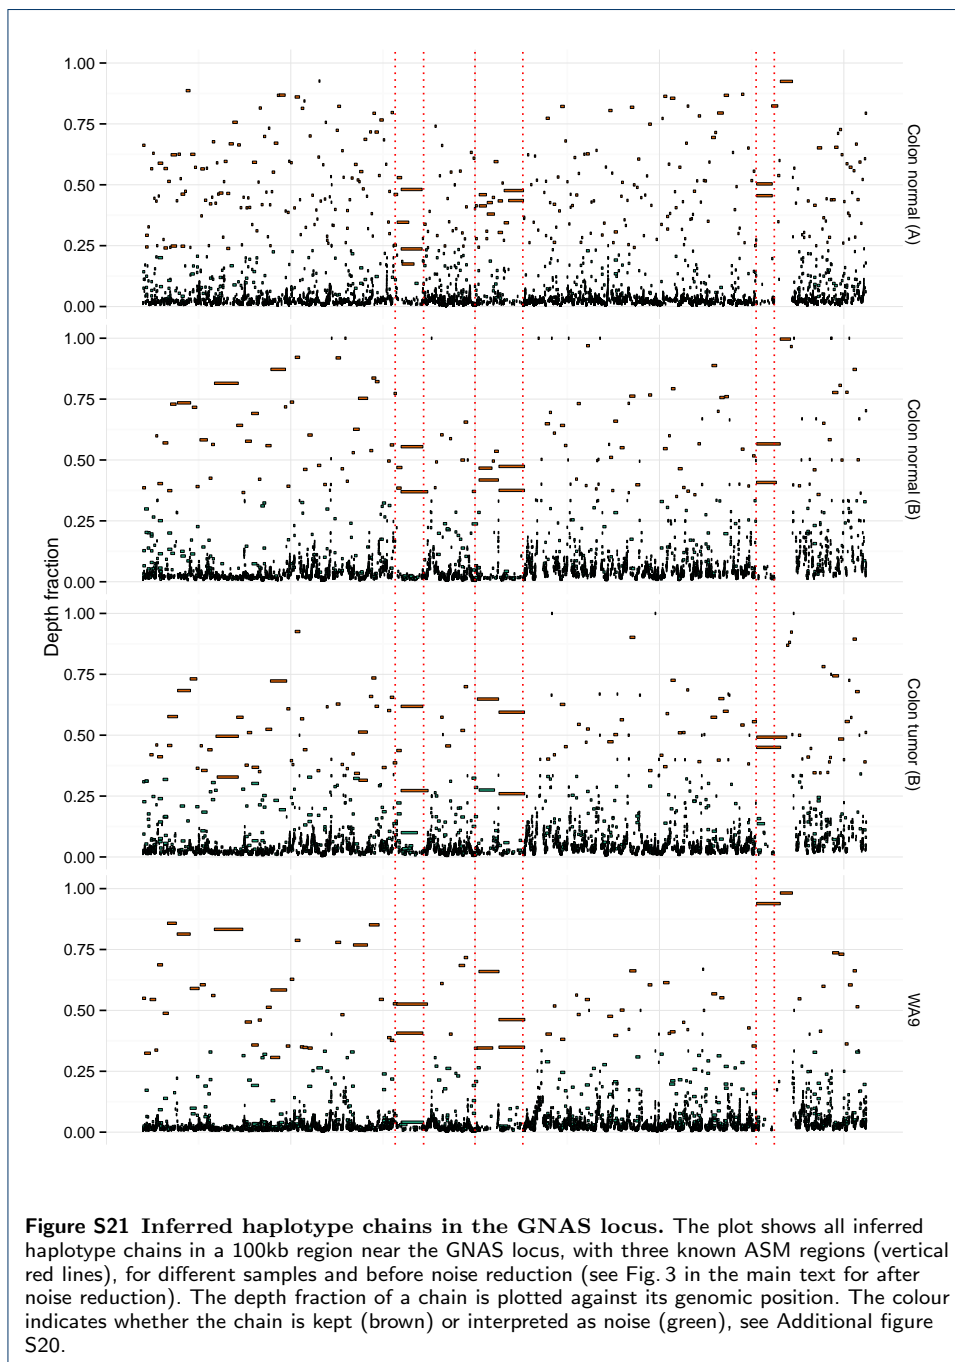 1.00
0.75
0.50
0.25
0.00
Colon normal (A)
1.00
0.75
0.50
0.25
0.00
Colon normal (B)
Depth fraction
1.00
0.75
0.50
0.25
0.00
Colon tumor (B)
1.00
0.75
0.50
0.25
0.00
WA9
Figure S21 Inferred haplotype chains in the GNAS locus. The plot shows all inferred
haplotype chains in a 100kb region near the GNAS locus, with three known ASM regions (vertical
red lines), for different samples and before noise reduction (see Fig. 3 in the main text for after
noise reduction). The depth fraction of a chain is plotted against its genomic position. The colour
indicates whether the chain is kept (brown) or interpreted as noise (green), see Additional figure
S20.